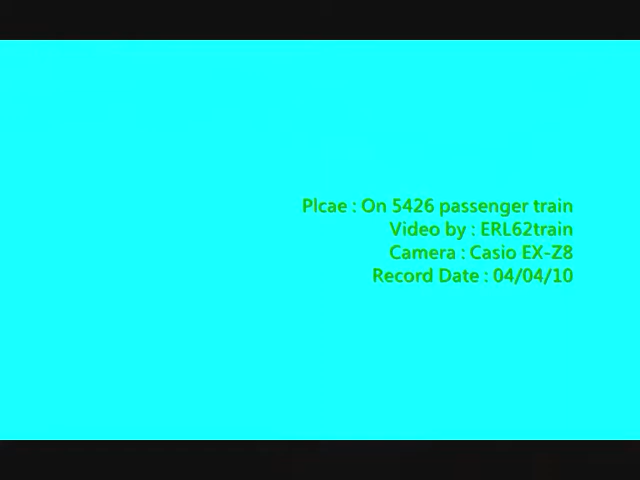 Plcae : On 5426 passenger train
Video by : ERL62train
Camera : Casio EX-Z8
Record Date : 04/04/10